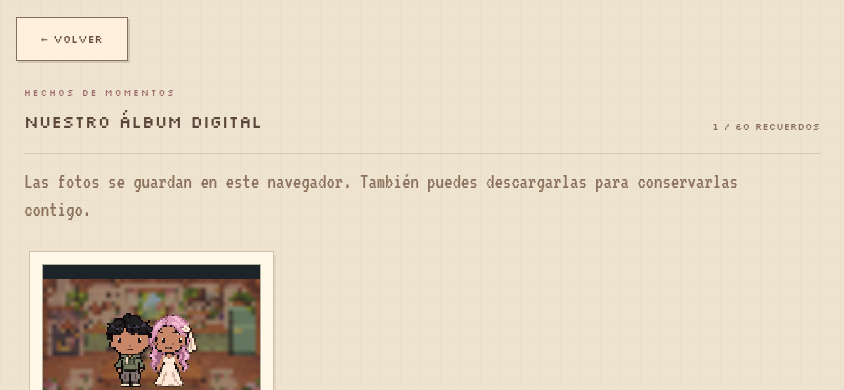 ← VOLVER
HECHOS DE MOMENTOS
NUESTRO ÁLBUM DIGITAL
1 / 60 RECUERDOS
Las fotos se guardan en este navegador. También puedes descargarlas para conservarlas
contigo.